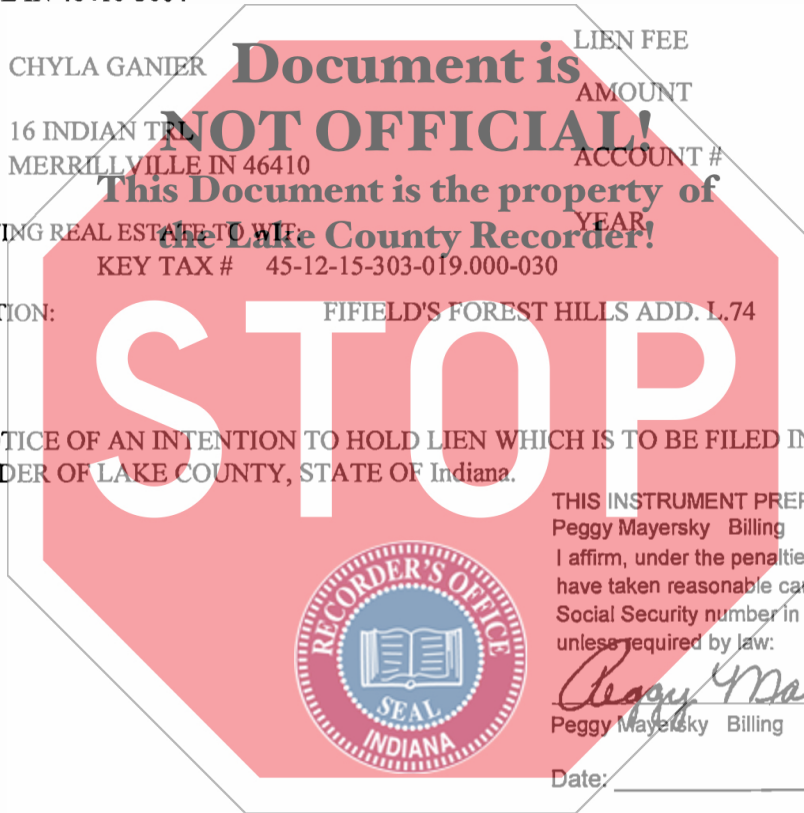 CHYLA GANIER
LIEN FEE
Document is
AMOUNT
16 INDIAN TRL
NOT OFFICIAL!
MERRILLVILLE IN 46410
ACCOUNT #
This Document is the property of
YEAR
ING REAL ESTATE TO WIT:
the Lake County Recorder!
KEY TAX # 45-12-15-303-019.000-030
TION:
FIFIELD'S FOREST HILLS ADD. L.74
STOP
TICE OF AN INTENTION TO HOLD LIEN WHICH IS TO BE FILED IN
DER OF LAKE COUNTY, STATE OF Indiana.
THIS INSTRUMENT PREP
Peggy Mayersky Billing
I affirm, under the penaltie
have taken reasonable ca
Social Security number in
unless required by law:
RECORDER'S OFFICE
SEAL
INDIANA
Peggy Ma
Peggy Mayersky Billing
Date: